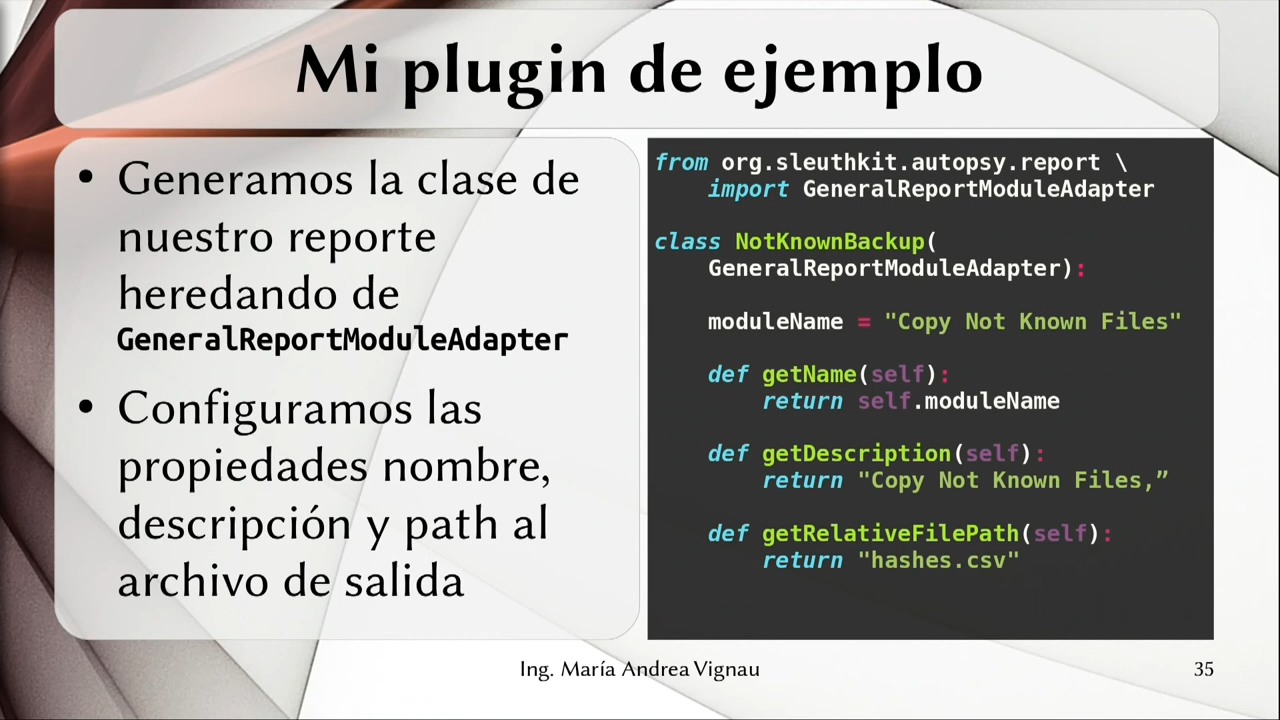 Mi plugin de ejemplo
• Generamos la clase de
nuestro reporte
heredando de
GeneralReportModuleAdapter
• Configuramos las
propiedades nombre,
descripción y path al
archivo de salida
from org.sleuthkit.autopsy.report \
    import GeneralReportModuleAdapter
class NotKnownBackup(
    GeneralReportModuleAdapter):
    moduleName = "Copy Not Known Files"
    def getName(self):
        return self.moduleName
    def getDescription(self):
        return "Copy Not Known Files,”
    def getRelativeFilePath(self):
        return "hashes.csv"
Ing. María Andrea Vignau
35